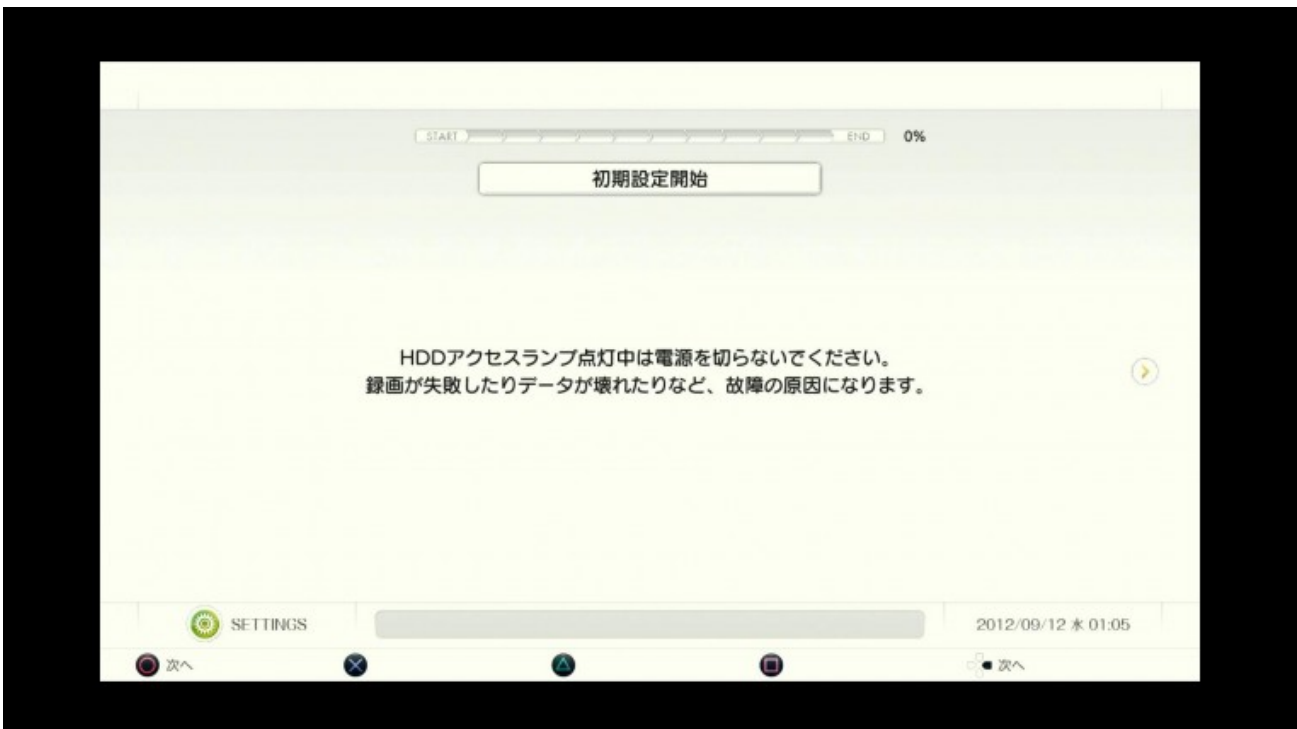 START END 0%
初期設定開始
HDDアクセスランプ点灯中は電源を切らないでください。
録画が失敗したりデータが壊れたりなど、故障の原因になります。
SETTINGS 2012/09/12 水 01:05
次へ 次へ